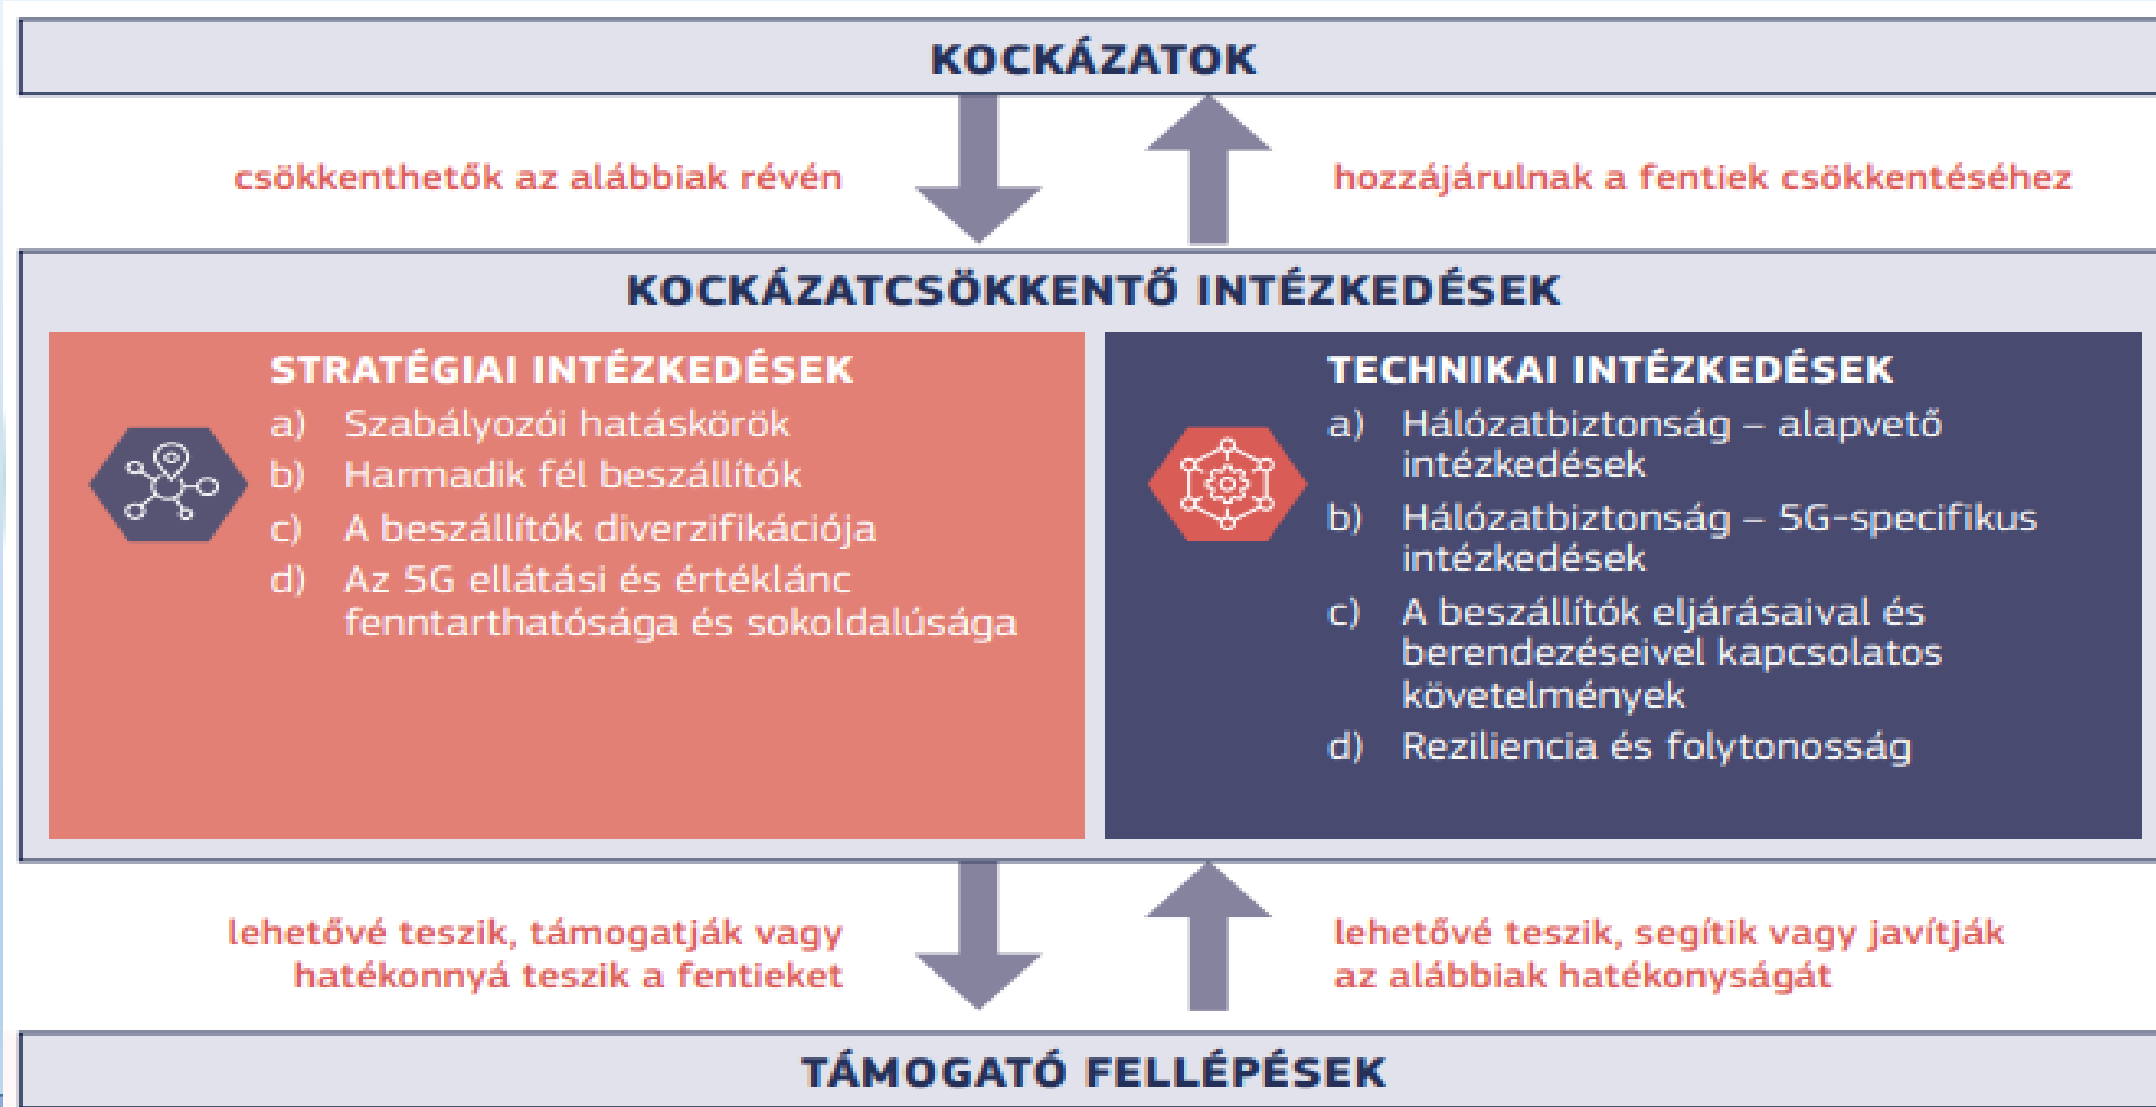 KOCKÁZATOK
csökkenthetők az alábbiak révén
hozzájárulnak a fentiek csökkentéséhez
KOCKÁZATCSÖKKENTŐ INTÉZKEDÉSEK
STRATÉGIAI INTÉZKEDÉSEK
a) Szabályozói hatáskörök
b) Harmadik fél beszállítók
c) A beszállítók diverzifikációja
d) Az 5G ellátási és értéklánc
fenntarthatósága és sokoldalúsága
TECHNIKAI INTÉZKEDÉSEK
a) Hálózatbiztonság – alapvető
intézkedések
b) Hálózatbiztonság – 5G-specifikus
intézkedések
c) A beszállítók eljárásaival és
berendezéseivel kapcsolatos
követelmények
d) Reziliencia és folytonosság
lehetővé teszik, támogatják vagy
hatékonnyá teszik a fentieket
lehetővé teszik, segítik vagy javítják
az alábbiak hatékonyságát
TÁMOGATÓ FELLÉPÉSEK